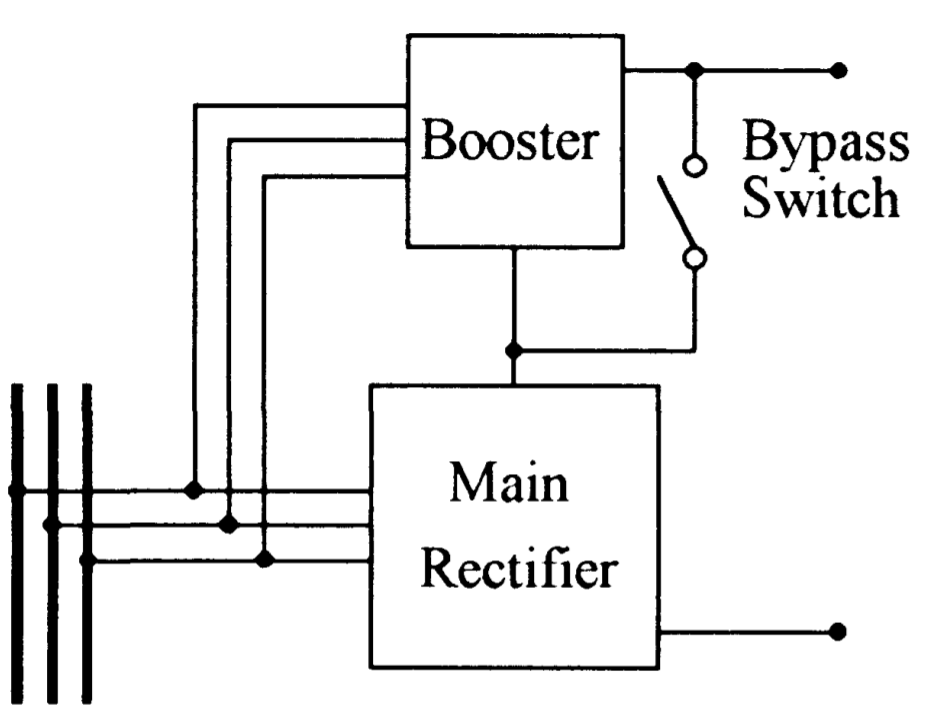 Booster
Bypass
Switch
Main
Rectifier